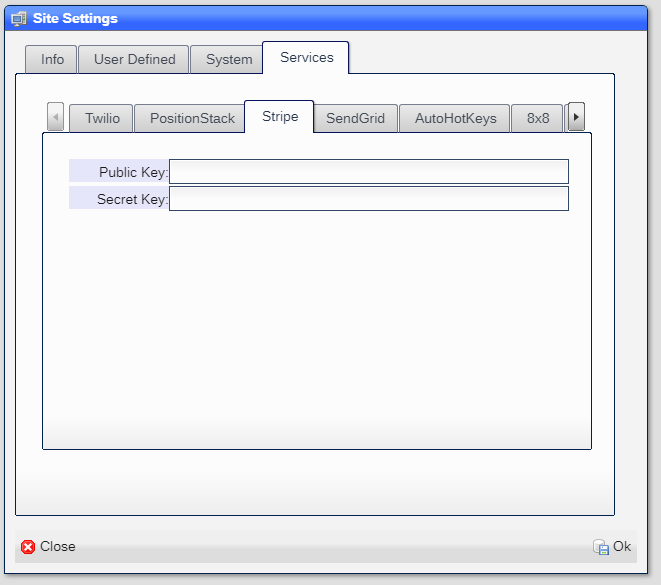 Site Settings
Info User Defined System Services
Twilio PositionStack Stripe SendGrid AutoHotKeys 8x8
Public Key:
Secret Key:
Close Ok